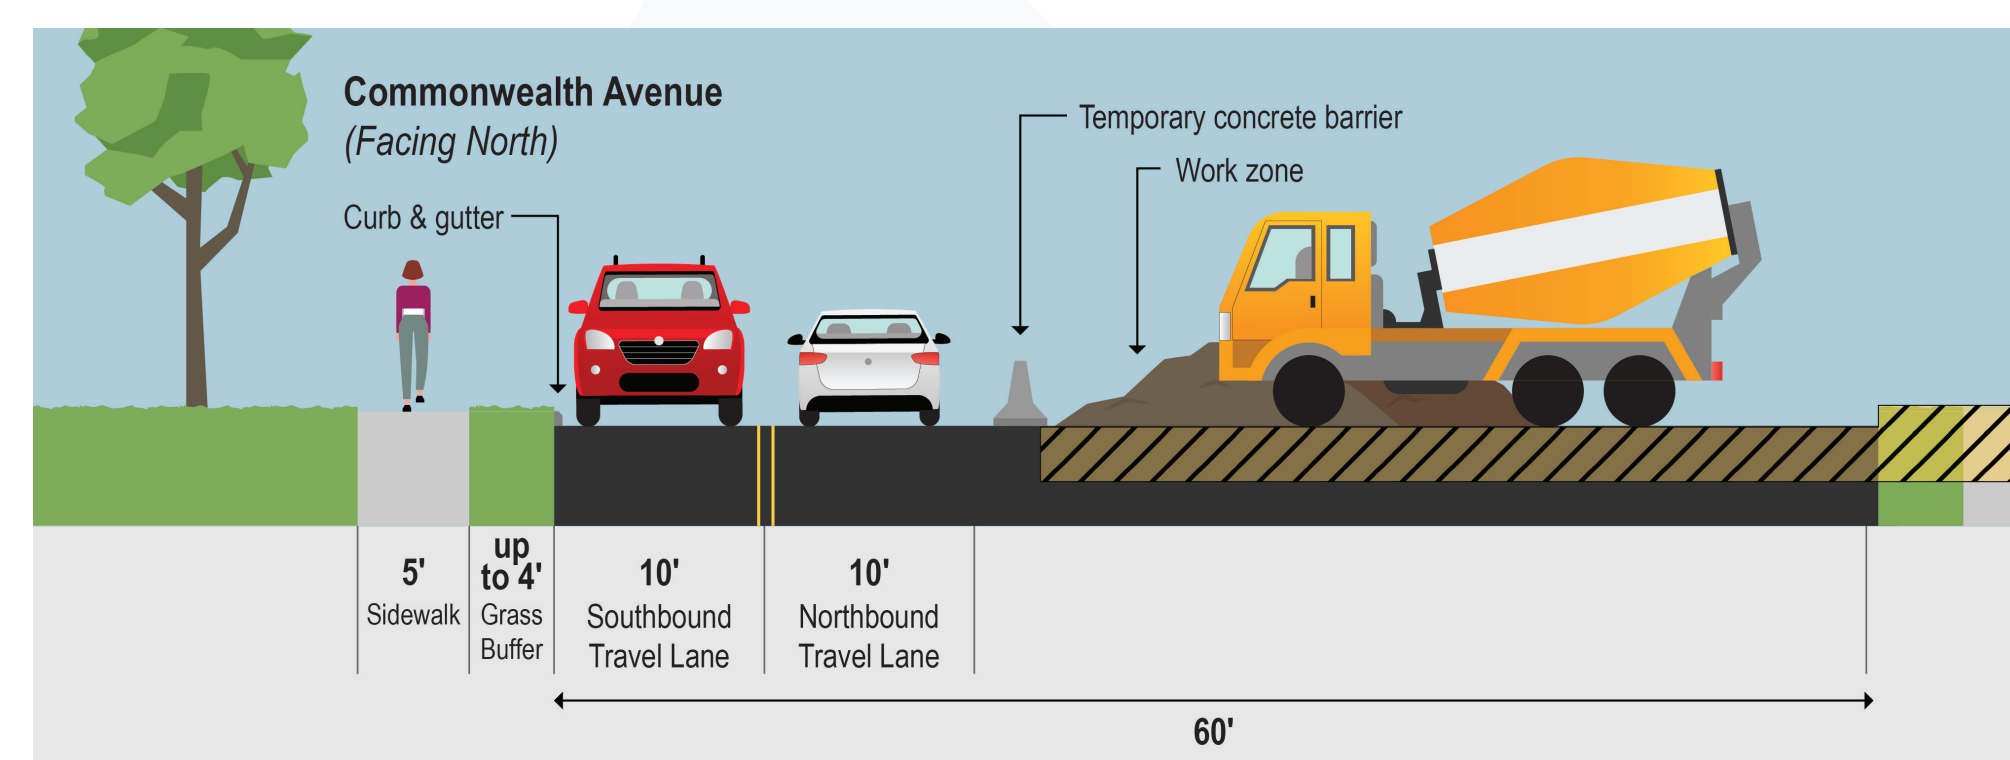 Commonwealth Avenue
(Facing North)
Curb & gutter
Temporary concrete barrier
Work zone
5'
Sidewalk
up
to 4'
Grass
Buffer
10'
Southbound
Travel Lane
10'
Northbound
Travel Lane
60'